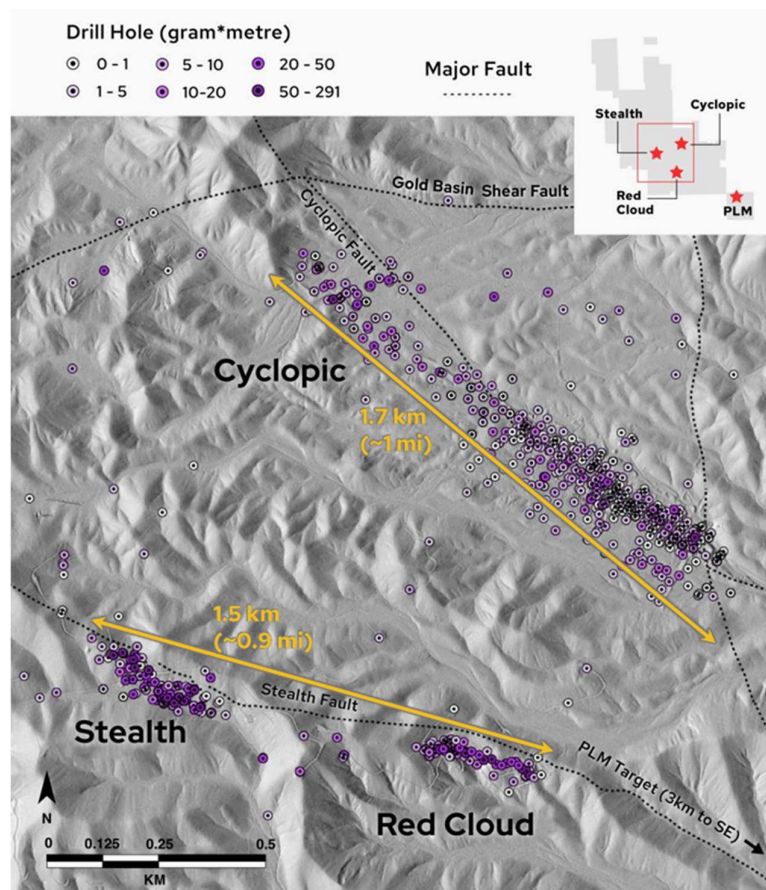 Drill Hole (gram*metre)
0 - 1
5 - 10
20 - 50
1 - 5
10-20
50 - 291
Major Fault
Stealth
Cyclopic
Red
Cloud
PLM
Gold Basin Shear Fault
Cyclopic Fault
Cyclopic
1.7 km
(~1 mi)
1.5 km
(~0.9 mi)
Stealth Fault
Stealth
PLM Target (3km to SE)
Red Cloud
N
0 0.125 0.25 0.5
KM